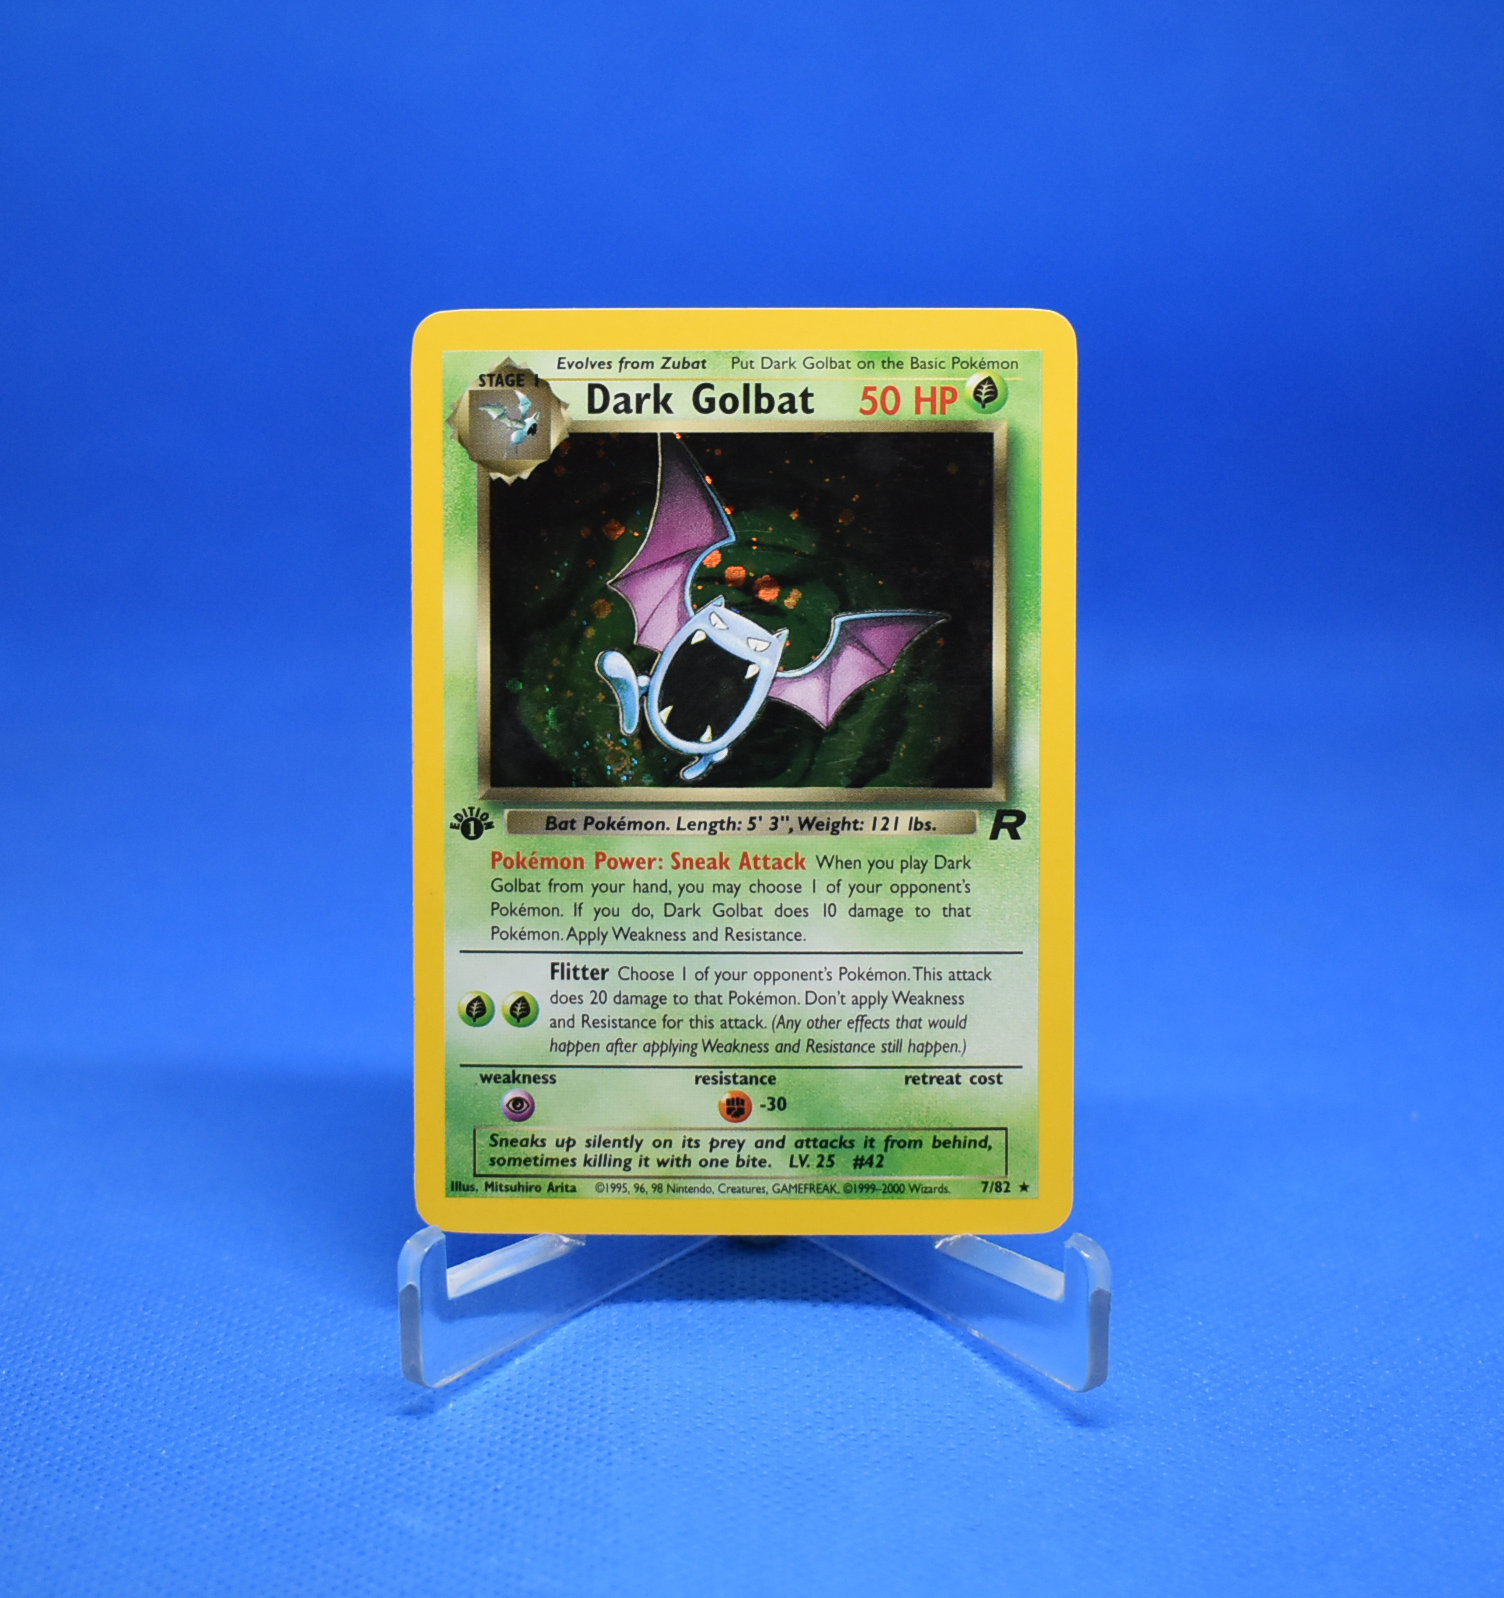 Evolves from Zubat Put Dark Golbat on the Basic Pokémon
STAGE 1
Dark Golbat 50 HP
EDITION
1
Bat Pokémon. Length: 5' 3", Weight: 121 lbs.
R
Pokémon Power: Sneak Attack When you play Dark
Golbat from your hand, you may choose 1 of your opponent's
Pokémon. If you do, Dark Golbat does 10 damage to that
Pokémon. Apply Weakness and Resistance.
Flitter Choose 1 of your opponent's Pokémon. This attack
does 20 damage to that Pokémon. Don't apply Weakness
and Resistance for this attack. (Any other effects that would
happen after applying Weakness and Resistance still happen.)
weakness resistance retreat cost
-30
Sneaks up silently on its prey and attacks it from behind,
sometimes killing it with one bite. LV. 25 #42
Illus. Mitsuhiro Arita ©1995, 96, 98 Nintendo, Creatures, GAMEFREAK. ©1999-2000 Wizards. 7/82 ★